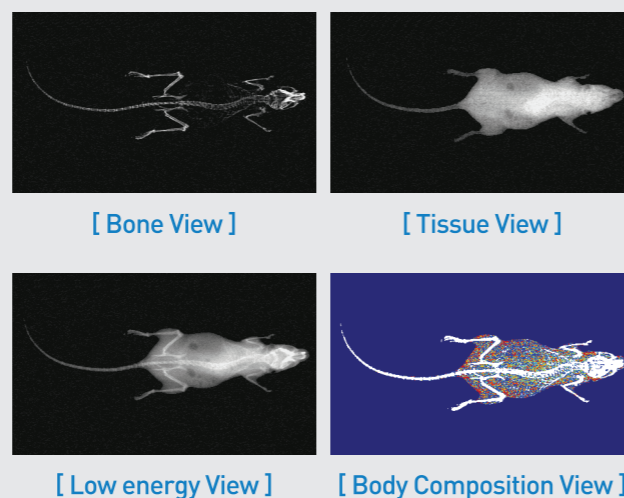 [ Bone View ]
[ Tissue View ]
[ Low energy View ]
[ Body Composition View ]